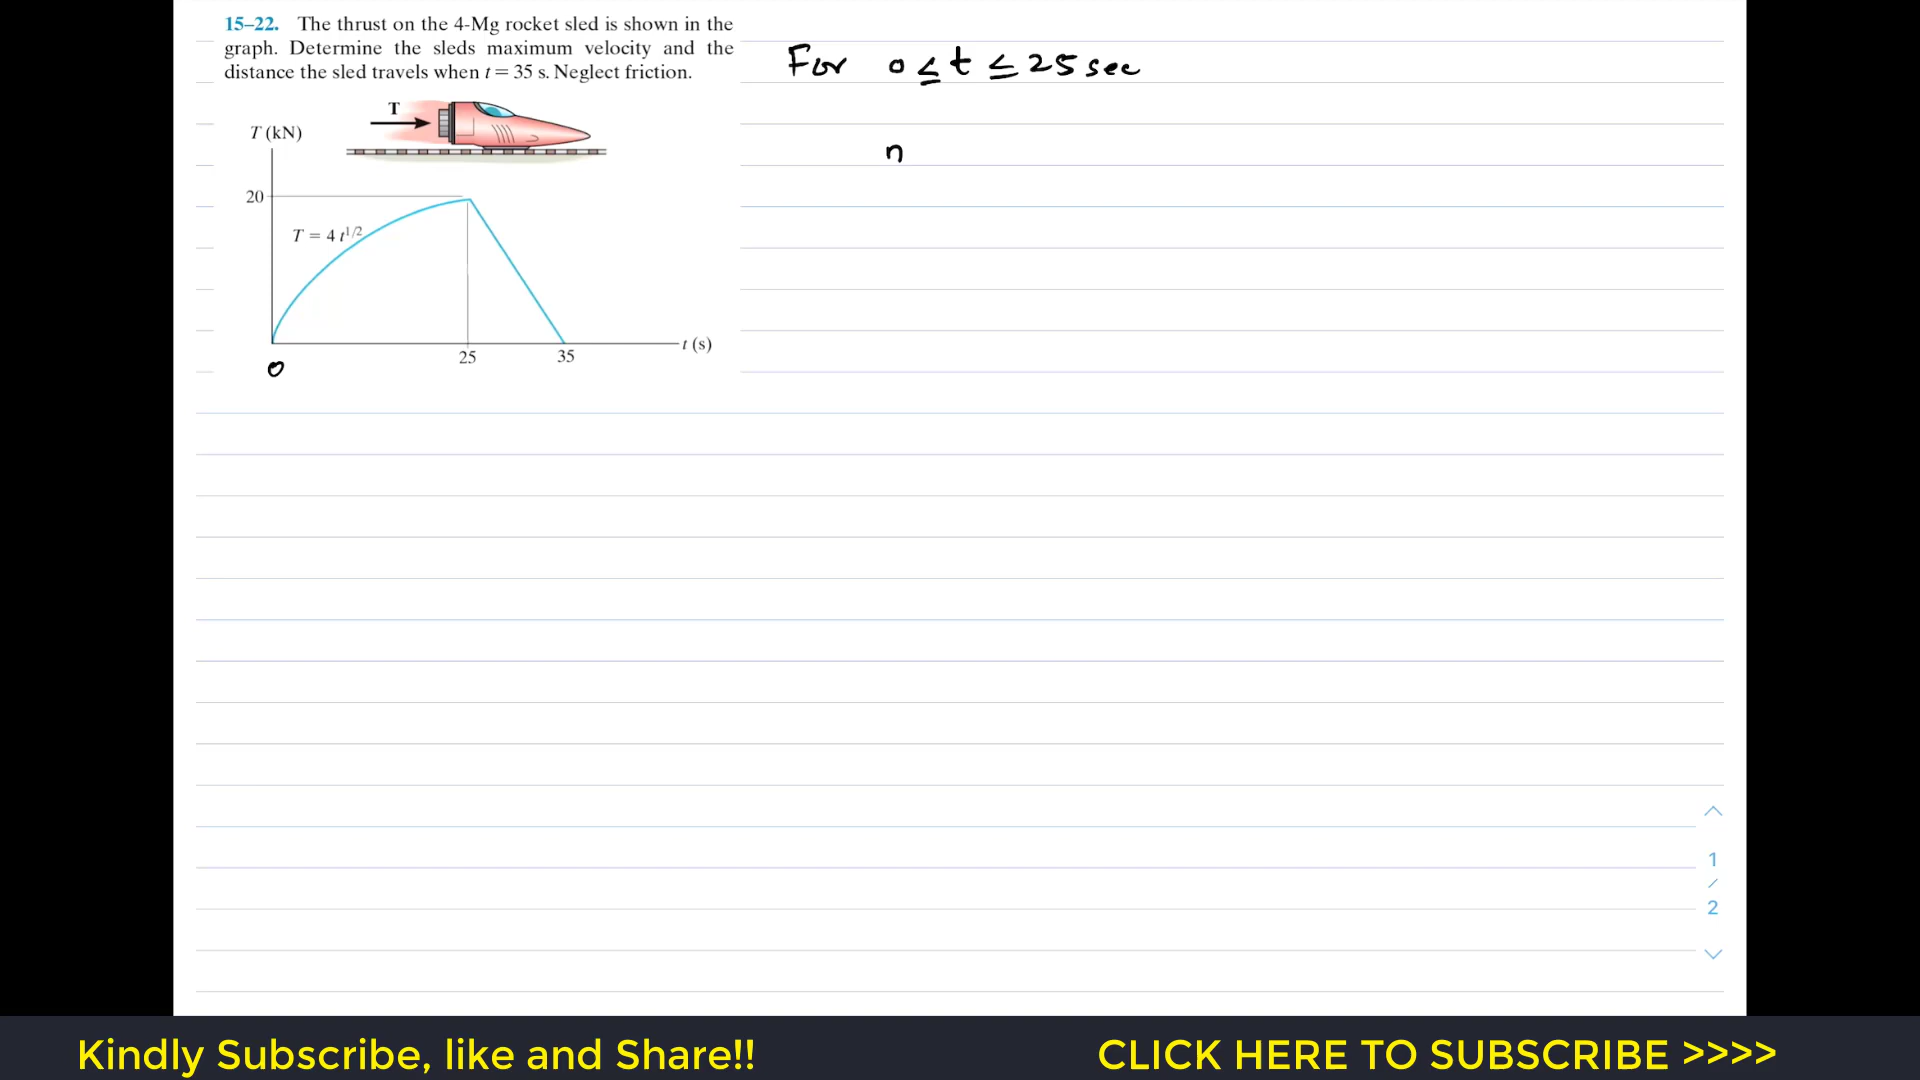 15–22. The thrust on the 4-Mg rocket sled is shown in the
graph. Determine the sleds maximum velocity and the
distance the sled travels when t = 35 s. Neglect friction.
For 0 ≤ t ≤ 25 sec
n
T
T (kN)
20
T = 4 t^1/2
t (s)
25
35
0
1
/
2
Kindly Subscribe, like and Share!!
CLICK HERE TO SUBSCRIBE >>>>